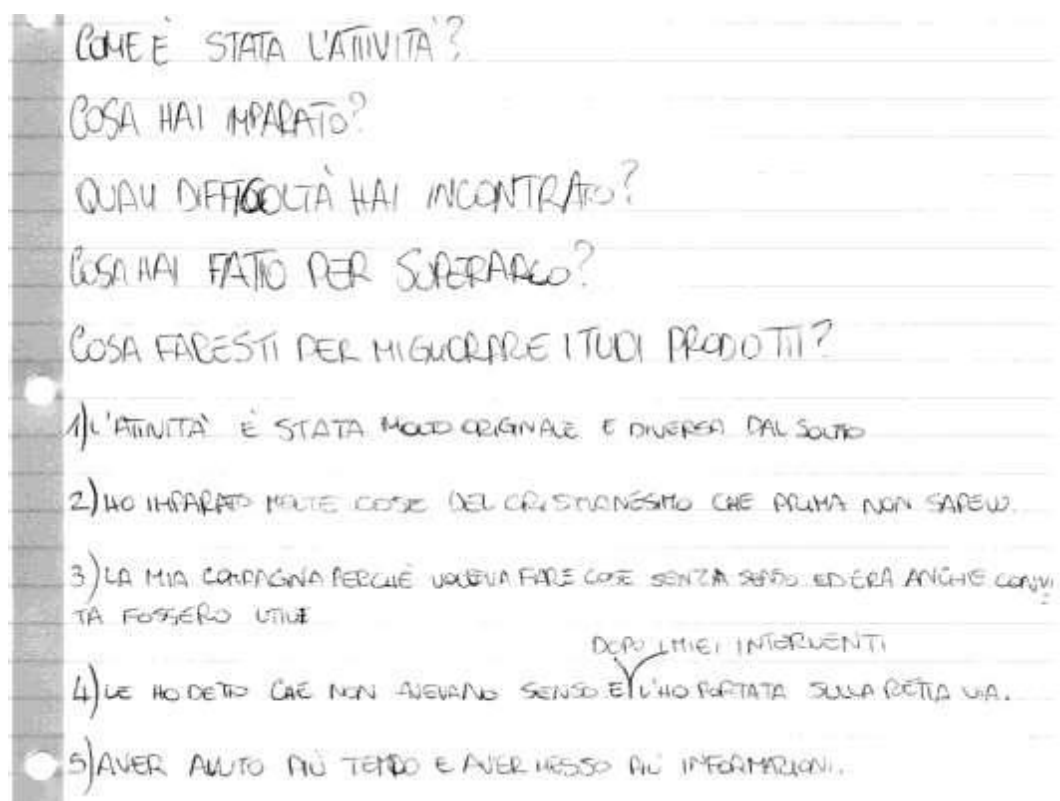 COME È STATA L'ATTIVITÀ?
COSA HAI IMPARATO?
QUALI DIFFICOLTÀ HAI INCONTRATO?
COSA HAI FATTO PER SUPERARLO?
COSA FARESTI PER MIGLIORARE I TUOI PRODOTTI?
1) L'ATTIVITÀ È STATA MOLTO ORIGINALE E DIVERSA DAL SOLITO
2) HO IMPARATO MOLTE COSE DEL CRISTIANESIMO CHE PRIMA NON SAPEVO.
3) LA MIA COMPAGNA PERCHÉ VOLEVA FARE COSE SENZA SENSO ED ERA ANCHE CONVI
TA FOSSERO UTILI
DOPO I MIEI INTERVENTI
4) LE HO DETTO CHE NON AVEVANO SENSO E L'HO PORTATA SULLA RETTA VIA.
5) AVER AVUTO PIÙ TEMPO E AVER MESSO PIÙ INFORMAZIONI.